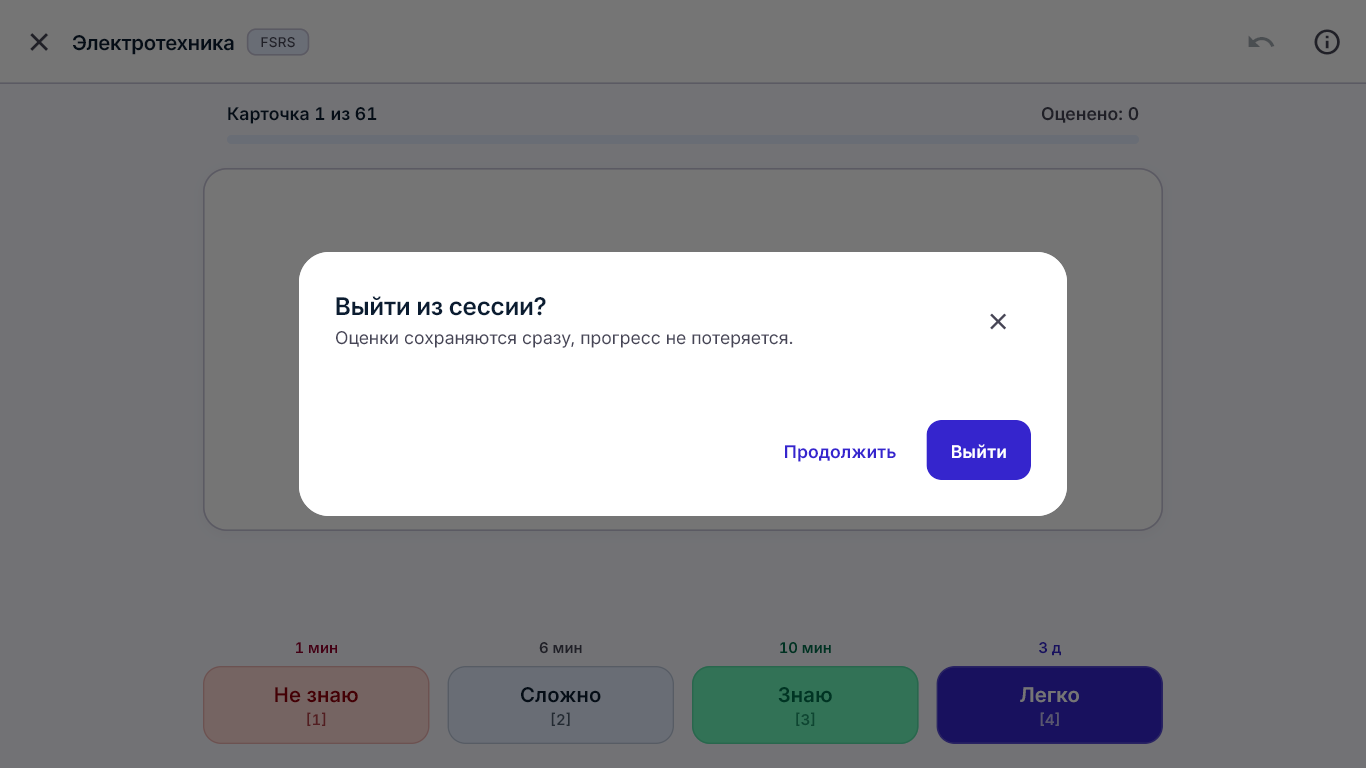 Электротехника FSRS
Карточка 1 из 61
Оценено: 0
Выйти из сессии?
Оценки сохраняются сразу, прогресс не потеряется.
Продолжить
Выйти
1 мин
6 мин
10 мин
3 д
Не знаю
[1]
Сложно
[2]
Знаю
[3]
Легко
[4]